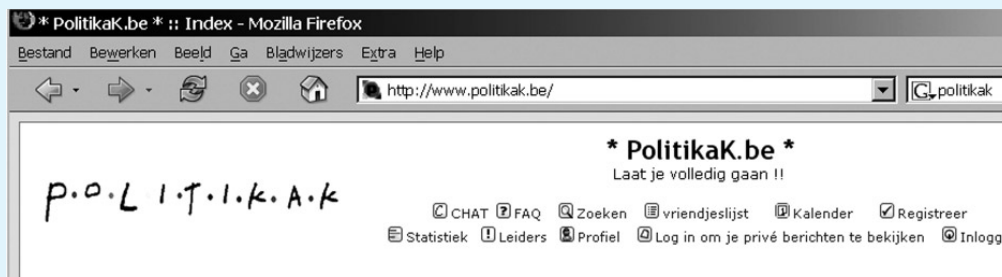 * PolitikaK.be * :: Index - Mozilla Firefox
Bestand Bewerken Beeld Ga Bladwijzers Extra Help
http://www.politikak.be/ G politikak
P.O.L I.T.I.K.A.K
* PolitikaK.be *
Laat je volledig gaan !!
CHAT FAQ Zoeken vriendjeslijst Kalender Registreer
Statistiek Leiders Profiel Log in om je privé berichten te bekijken Inlogg